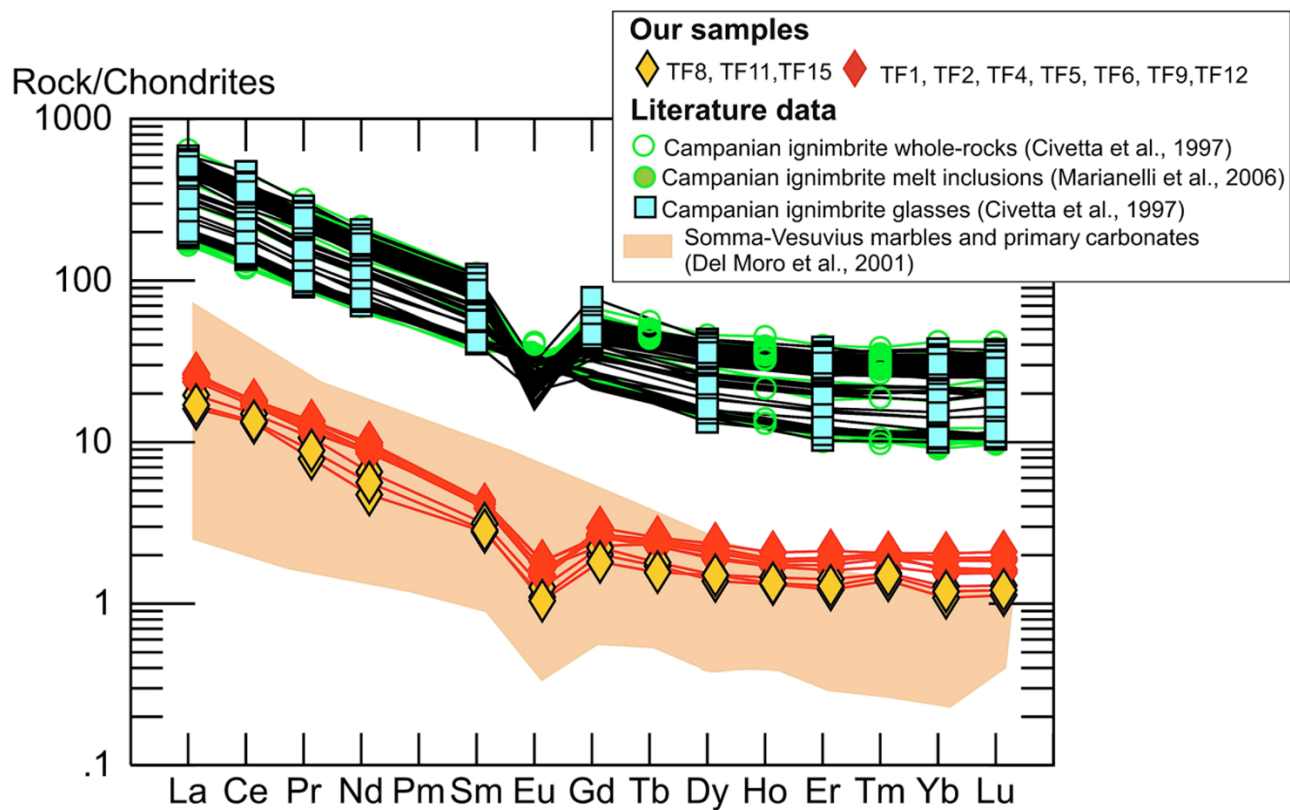 Our samples
TF8, TF11,TF15 TF1, TF2, TF4, TF5, TF6, TF9,TF12
Literature data
Campanian ignimbrite whole-rocks (Civetta et al., 1997)
Campanian ignimbrite melt inclusions (Marianelli et al., 2006)
Campanian ignimbrite glasses (Civetta et al., 1997)
Somma-Vesuvius marbles and primary carbonates
(Del Moro et al., 2001)
Rock/Chondrites
1000
100
10
1
.1
La Ce Pr Nd Pm Sm Eu Gd Tb Dy Ho Er Tm Yb Lu